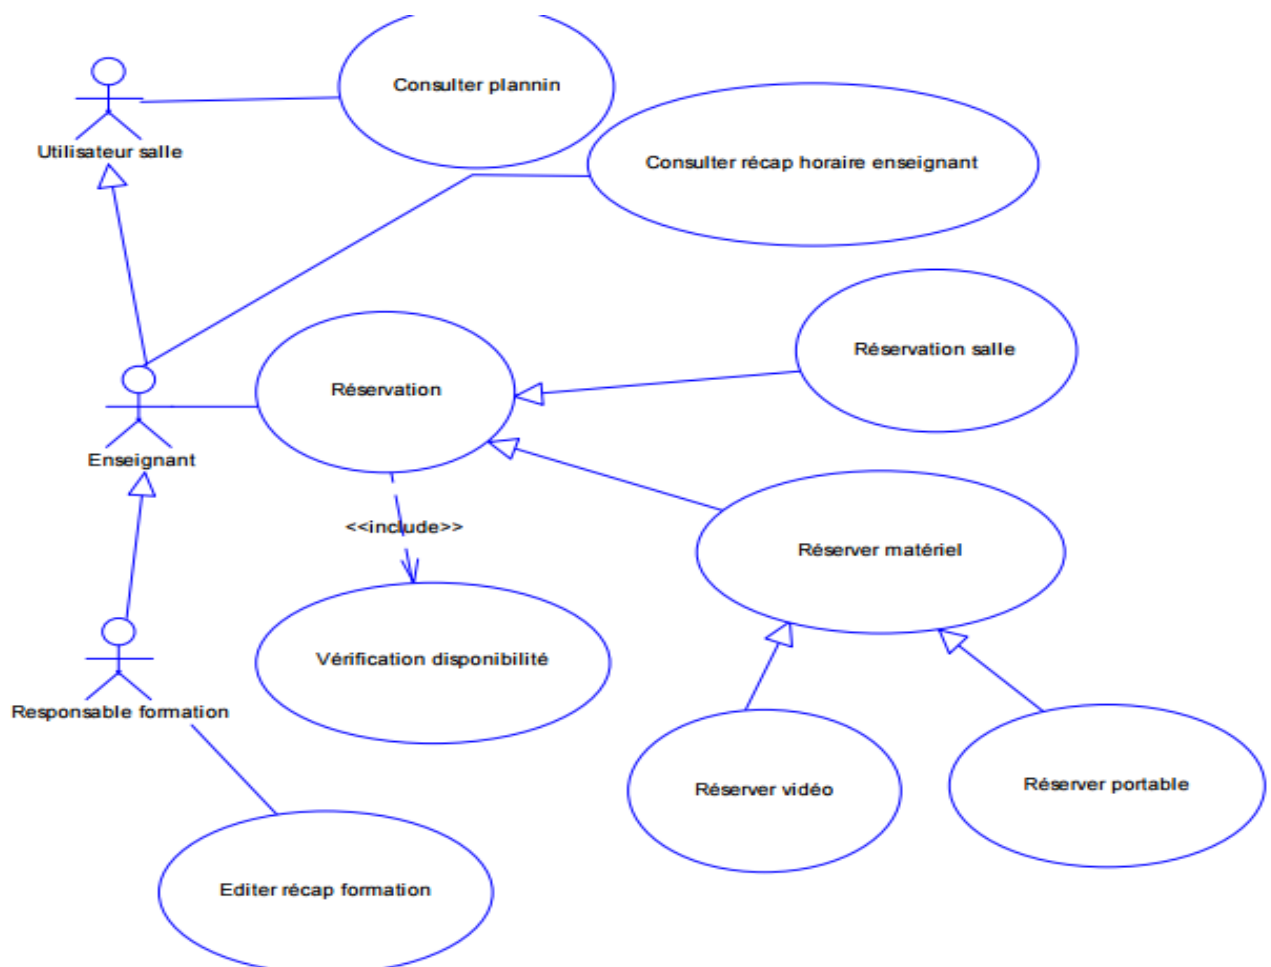 Consulter plannin
Utilisateur salle
Consulter récap horaire enseignant
Réservation salle
Réservation
Enseignant
<<include>>
Réserver matériel
Vérification disponibilité
Responsable formation
Réserver vidéo
Réserver portable
Editer récap formation